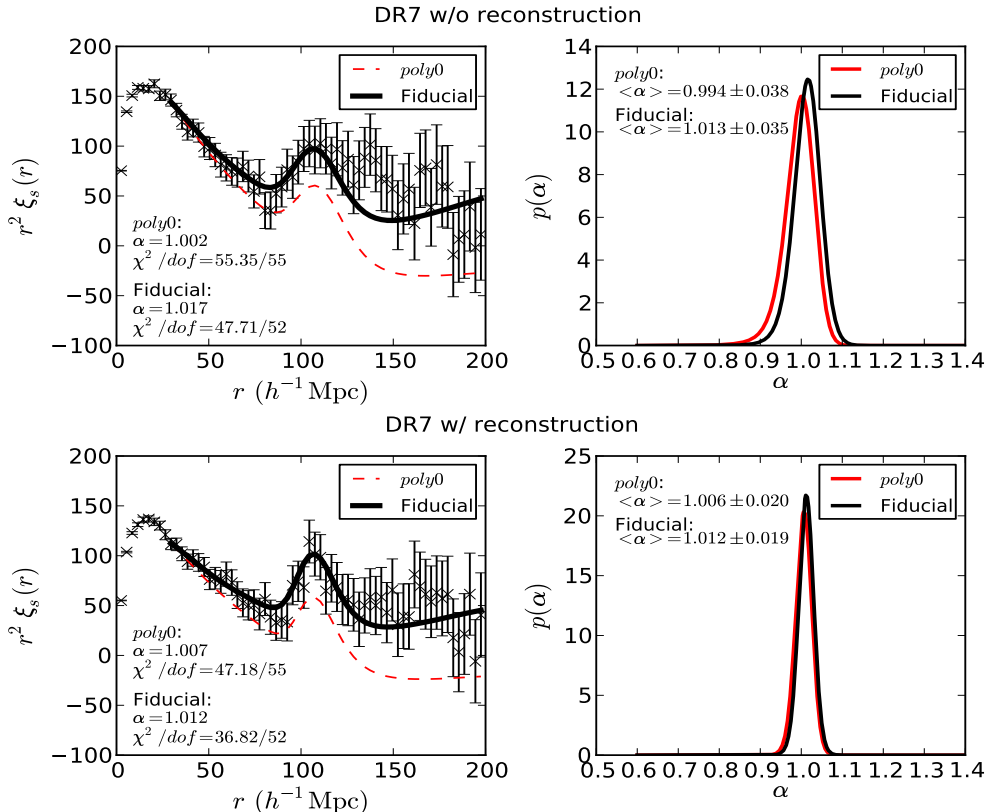 DR7 w/o reconstruction
200
150
100
50
0
−50
−100
0 50 100 150 200
r² ξₛ(r)
r (h⁻¹ Mpc)
poly0
Fiducial
poly0:
α=1.002
χ² /dof=55.35/55
Fiducial:
α=1.017
χ² /dof=47.71/52
14
12
10
8
6
4
2
0
0.5 0.6 0.7 0.8 0.9 1.0 1.1 1.2 1.3 1.4
p(α)
α
poly0:
<α>=0.994±0.038
Fiducial:
<α>=1.013±0.035
poly0
Fiducial
DR7 w/ reconstruction
200
150
100
50
0
−50
−100
0 50 100 150 200
r² ξₛ(r)
r (h⁻¹ Mpc)
poly0
Fiducial
poly0:
α=1.007
χ² /dof=47.18/55
Fiducial:
α=1.012
χ² /dof=36.82/52
25
20
15
10
5
0
0.5 0.6 0.7 0.8 0.9 1.0 1.1 1.2 1.3 1.4
p(α)
α
poly0:
<α>=1.006±0.020
Fiducial:
<α>=1.012±0.019
poly0
Fiducial